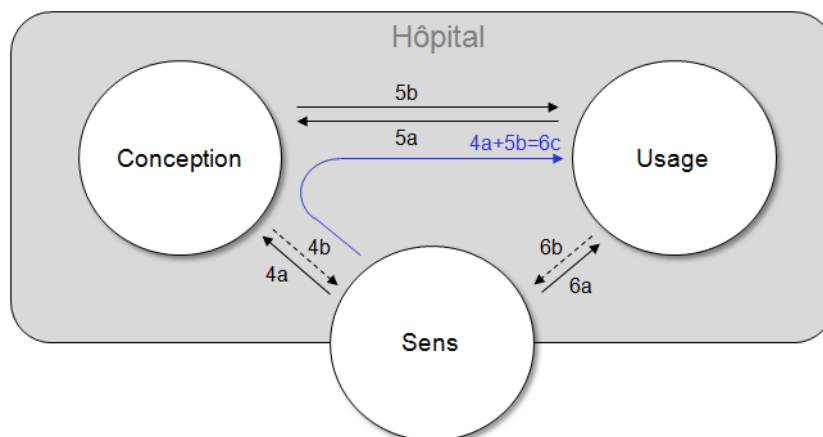 Hôpital
5b
Conception
5a
4a+5b=6c
Usage
4b
4a
6b
6a
Sens